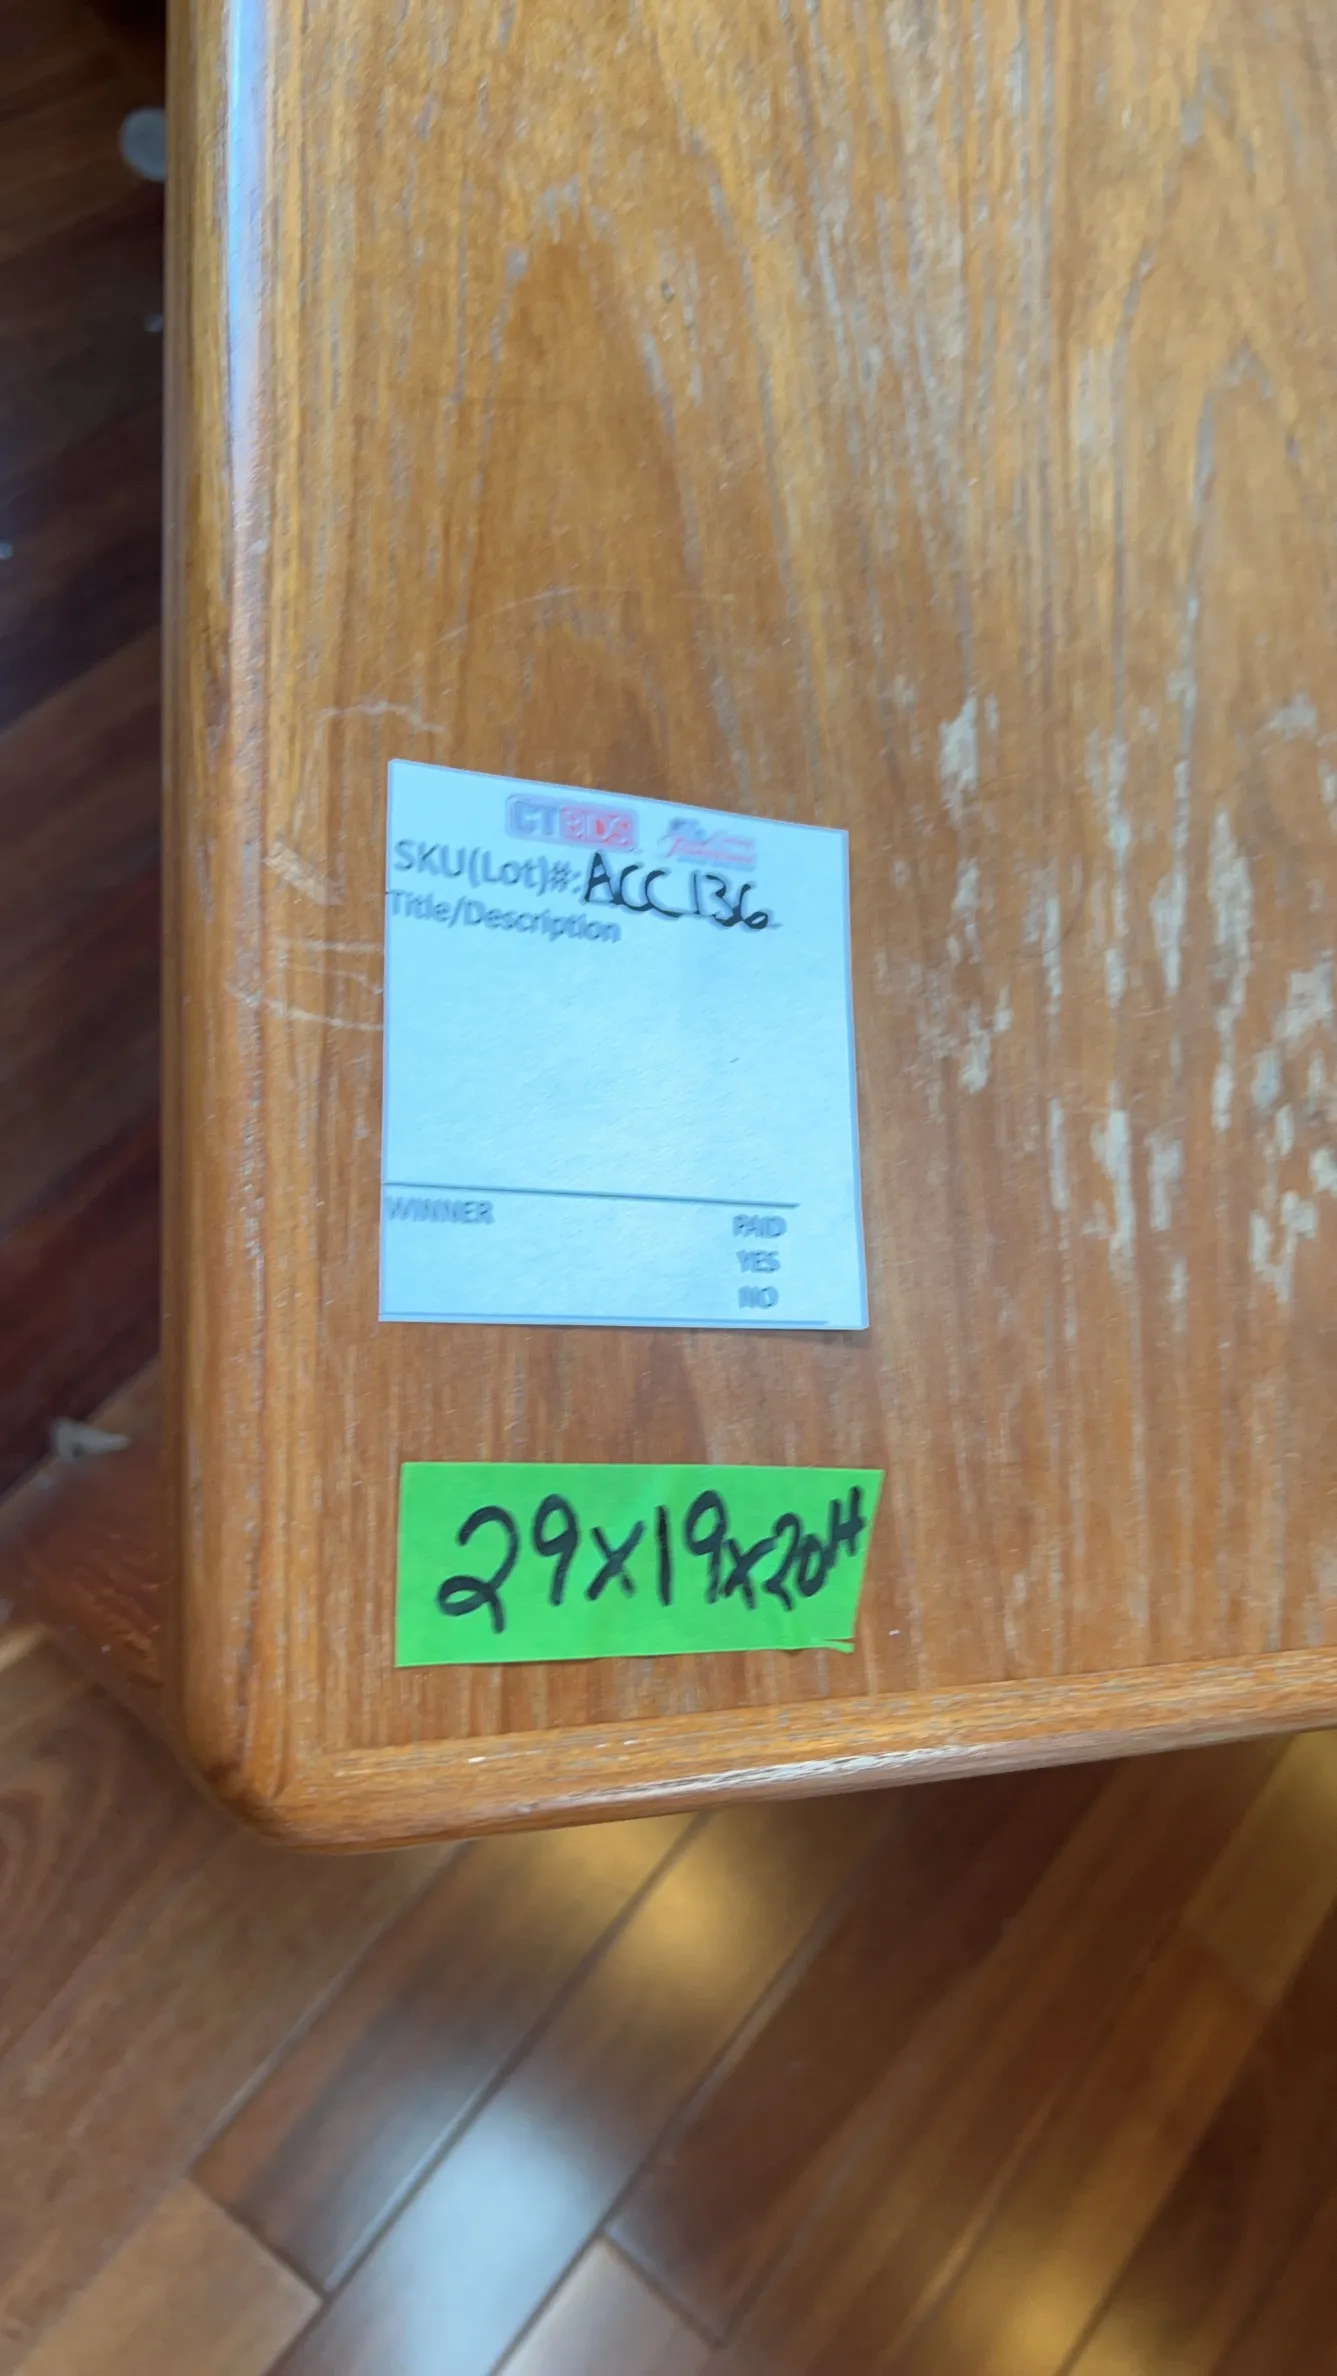 CTBIDS
SKU(Lot)#: ACC136
Title/Description
WINNER
PAID
YES
NO
29x19x20H